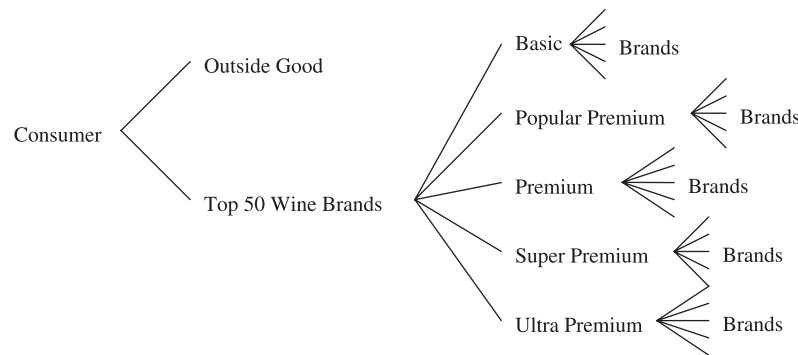 Consumer
Outside Good
Top 50 Wine Brands
Basic
Brands
Popular Premium
Brands
Premium
Brands
Super Premium
Brands
Ultra Premium
Brands